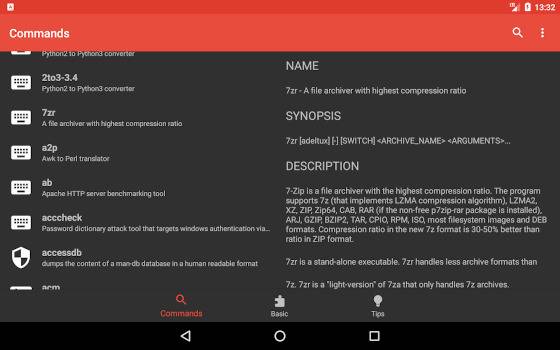 13:32
Commands
Python2 to Python3 converter
2to3-3.4
Python2 to Python3 converter
7zr
A file archiver with highest compression ratio
a2p
Awk to Perl translator
ab
Apache HTTP server benchmarking tool
acccheck
Password dictionary attack tool that targets windows authentication via...
accessdb
dumps the content of a man-db database in a human readable format
acm
NAME
7zr - A file archiver with highest compression ratio
SYNOPSIS
7zr [adeltux] [-] [SWITCH] <ARCHIVE_NAME> <ARGUMENTS>...
DESCRIPTION
7-Zip is a file archiver with the highest compression ratio. The program
supports 7z (that implements LZMA compression algorithm), LZMA2,
XZ, ZIP, Zip64, CAB, RAR (if the non-free p7zip-rar package is installed),
ARJ, GZIP, BZIP2, TAR, CPIO, RPM, ISO, most filesystem images and DEB
formats. Compression ratio in the new 7z format is 30-50% better than
ratio in ZIP format.
7zr is a stand-alone executable. 7zr handles less archive formats than
7z. 7zr is a "light-version" of 7za that only handles 7z archives.
Commands
Basic
Tips